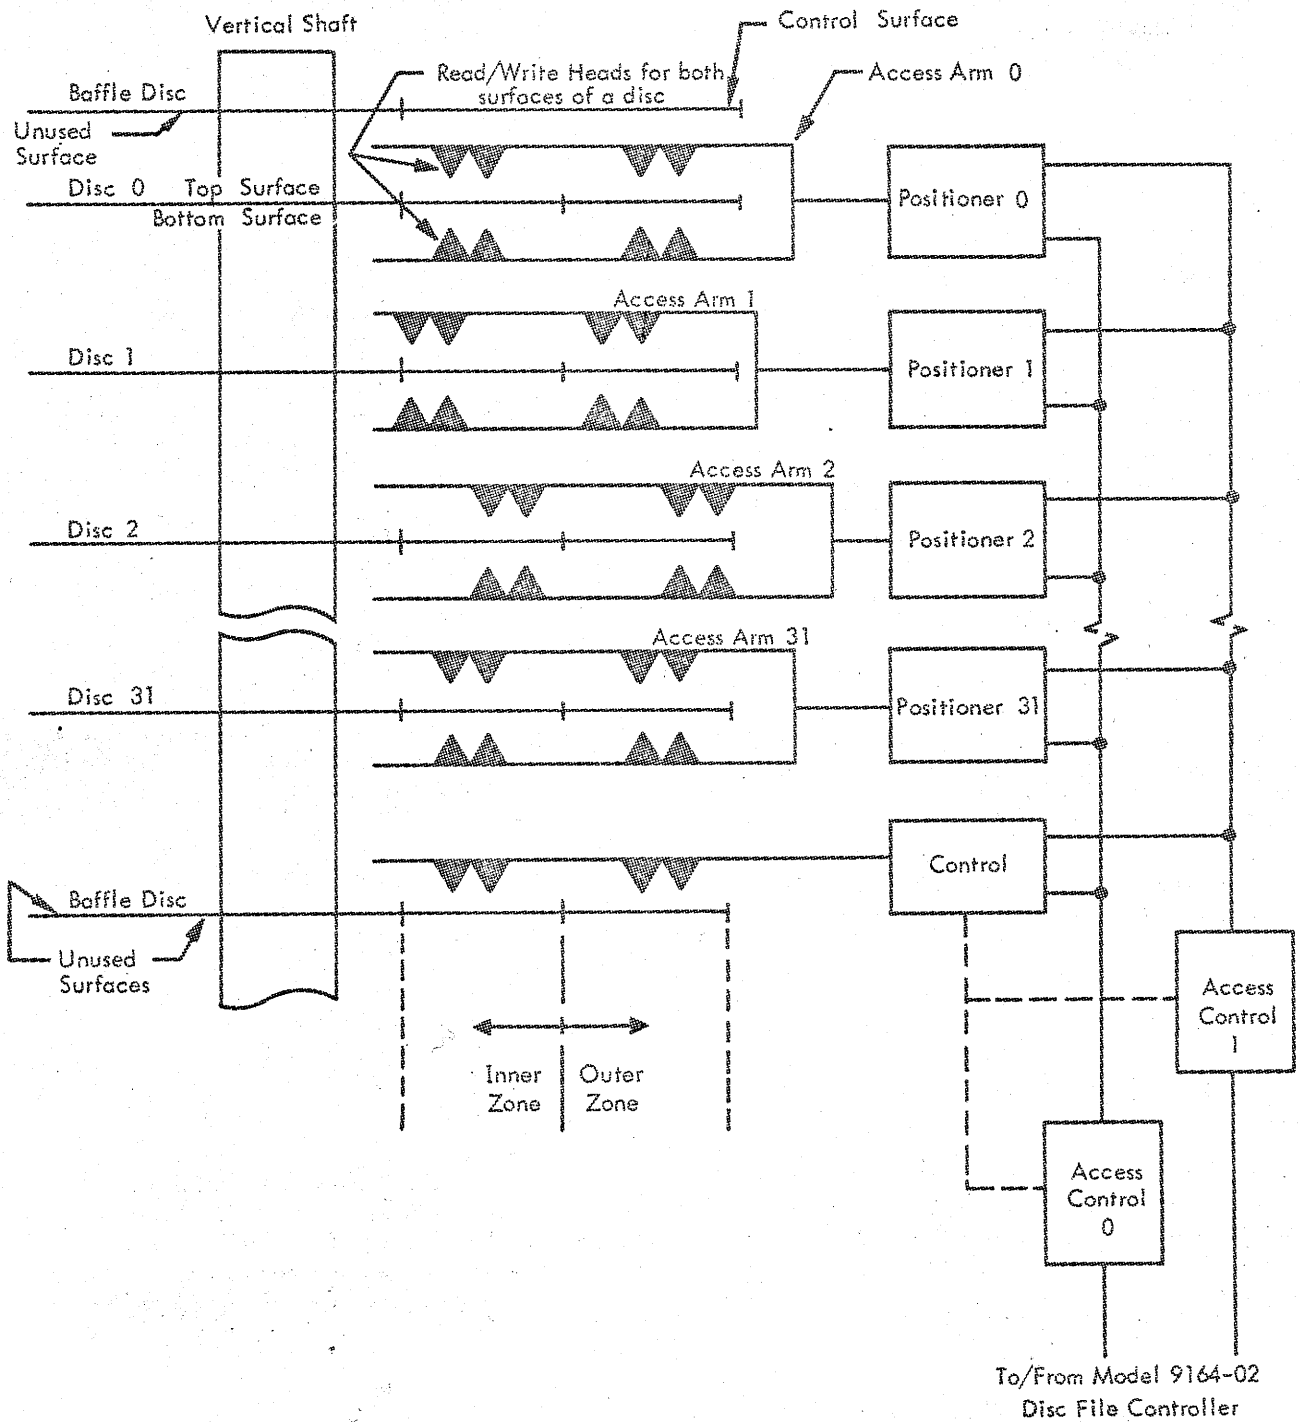 Vertical Shaft
Control Surface
Read/Write Heads for both
surfaces of a disc
Access Arm 0
Baffle Disc
Unused
Surface
Disc 0 Top Surface
Bottom Surface
Positioner 0
Access Arm 1
Disc 1
Positioner 1
Access Arm 2
Disc 2
Positioner 2
Access Arm 31
Disc 31
Positioner 31
Control
Baffle Disc
Unused
Surfaces
Access
Control
1
Inner
Zone
Outer
Zone
Access
Control
0
To/From Model 9164-02
Disc File Controller